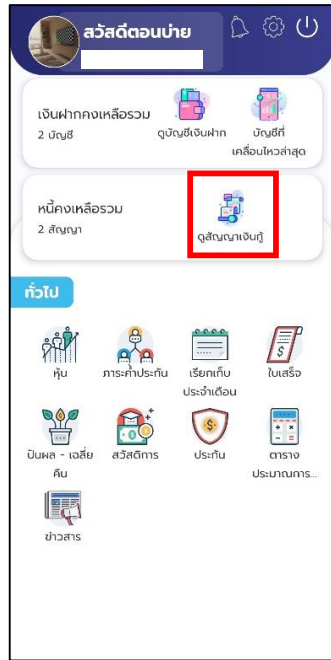 สวัสดีตอนบ่าย
เงินฝากคงเหลือรวม
2 บัญชี
ดูบัญชีเงินฝาก
บัญชีที่
เคลื่อนไหวล่าสุด
หนี้คงเหลือรวม
2 สัญญา
ดูสัญญาเงินกู้
ทั่วไป
หุ้น
ภาระค้ำประกัน
เรียกเก็บ
ประจำเดือน
ใบเสร็จ
ปันผล - เฉลี่ย
คืน
สวัสดิการ
ประกัน
ตาราง
ประมาณการ...
ข่าวสาร